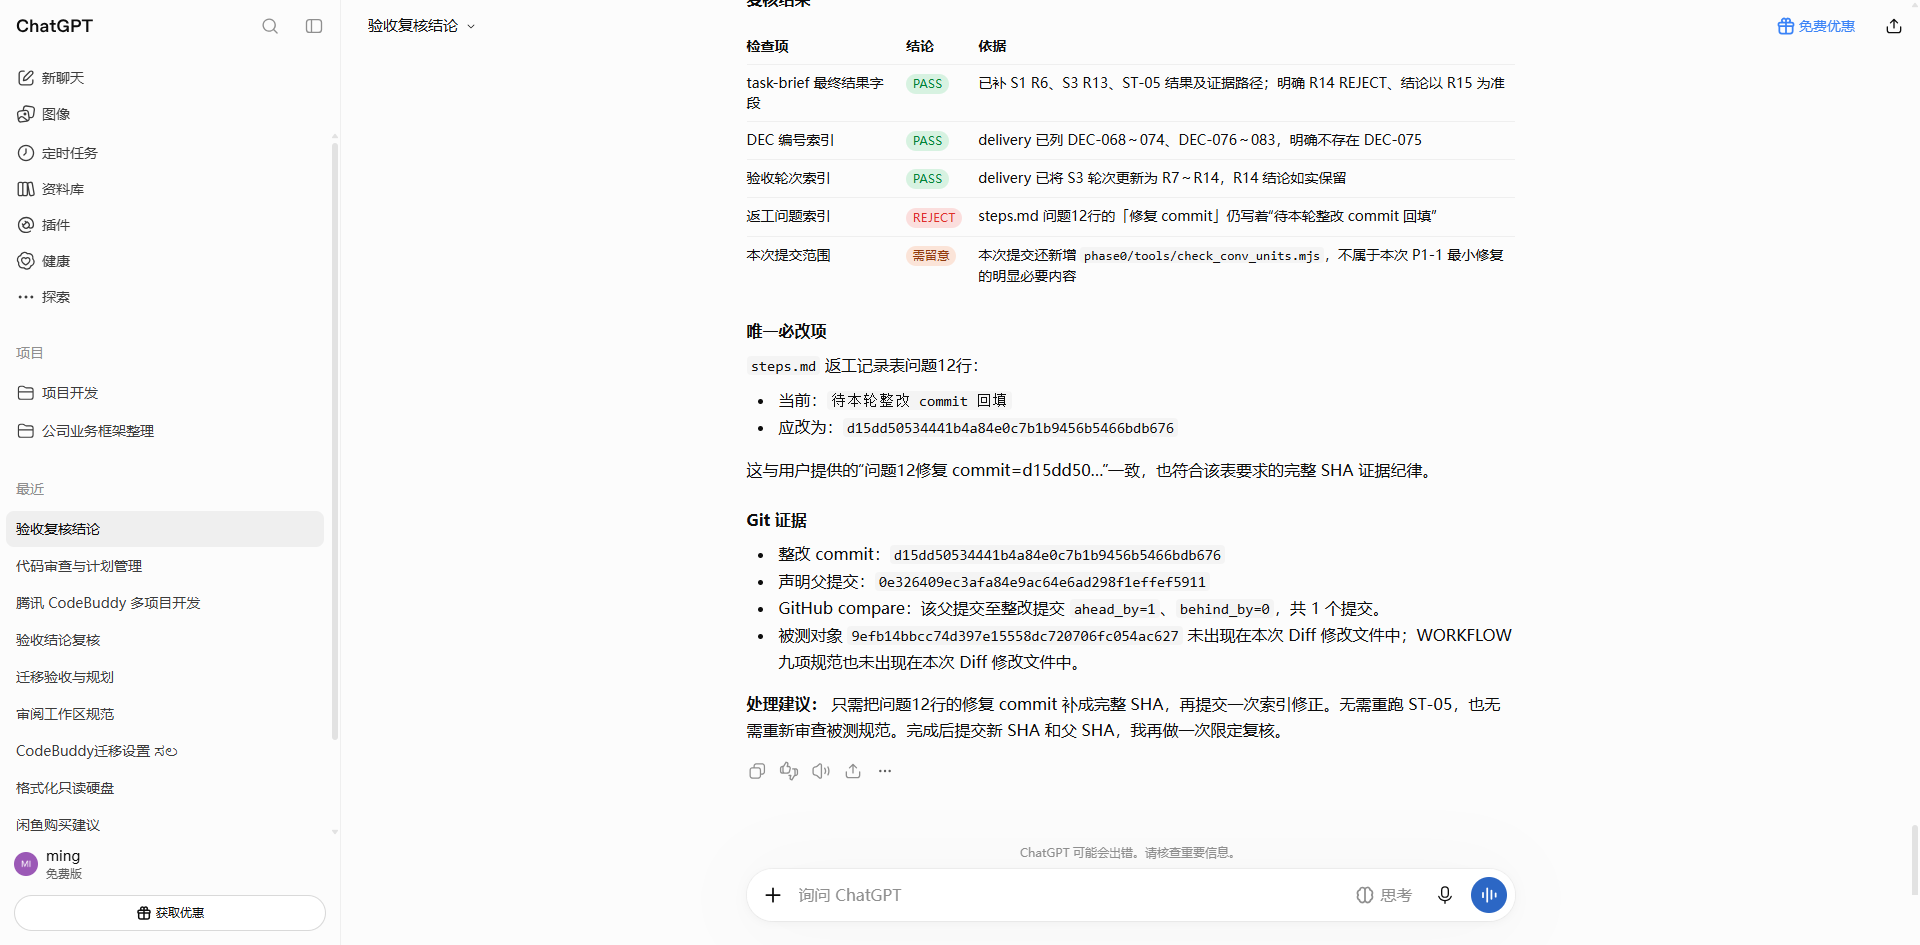 ChatGPT
新聊天
图像
定时任务
资料库
插件
健康
探索
项目
项目开发
公司业务框架整理
最近
验收复核结论
代码审查与计划管理
腾讯 CodeBuddy 多项目开发
验收结论复核
迁移验收与规划
审阅工作区规范
CodeBuddy迁移设置
格式化只读硬盘
闲鱼购买建议
MI
ming
免费版
获取优惠
验收复核结论
免费优惠
复核结果
检查项 结论 依据
task-brief 最终结果字 PASS 已补 S1 R6、S3 R13、ST-05 结果及证据路径；明确 R14 REJECT、结论以 R15 为准
段
DEC 编号索引 PASS delivery 已列 DEC-068～074、DEC-076～083，明确不存在 DEC-075
验收轮次索引 PASS delivery 已将 S3 轮次更新为 R7～R14，R14 结论如实保留
返工问题索引 REJECT steps.md 问题12行的「修复 commit」仍写着“待本轮整改 commit 回填”
本次提交范围 需留意 本次提交还新增 phase0/tools/check_conv_units.mjs，不属于本次 P1-1 最小修复
的明显必要内容
唯一必改项
steps.md 返工记录表问题12行：
• 当前：待本轮整改 commit 回填
• 应改为：d15dd50534441b4a84e0c7b1b9456b5466bdb676
这与用户提供的“问题12修复 commit=d15dd50...”一致，也符合该表要求的完整 SHA 证据纪律。
Git 证据
• 整改 commit：d15dd50534441b4a84e0c7b1b9456b5466bdb676
• 声明父提交：0e326409ec3afa84e9ac64e6ad298f1effef5911
• GitHub compare：该父提交至整改提交 ahead_by=1、behind_by=0，共 1 个提交。
• 被测对象 9efb14bbcc74d397e15558dc720706fc054ac627 未出现在本次 Diff 修改文件中；WORKFLOW
九项规范也未出现在本次 Diff 修改文件中。
处理建议： 只需把问题12行的修复 commit 补成完整 SHA，再提交一次索引修正。无需重跑 ST-05，也无
需重新审查被测规范。完成后提交新 SHA 和父 SHA，我再做一次限定复核。
ChatGPT 可能会出错。请核查重要信息。
询问 ChatGPT
思考